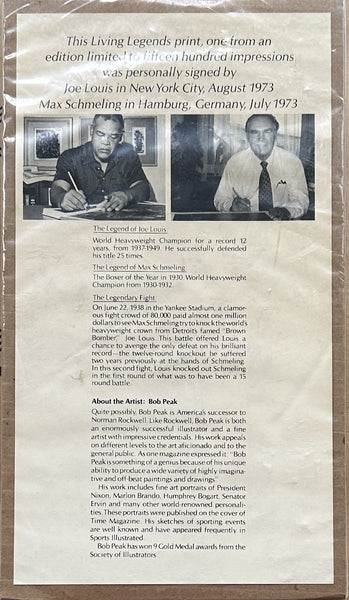 This Living Legends print, one from an
edition limited to fifteen hundred impressions
was personally signed by
Joe Louis in New York City, August 1973
Max Schmeling in Hamburg, Germany, July 1973
The Legend of Joe Louis:
World Heavyweight Champion for a record 12
years, from 1937-1949. He successfully defended
his title 25 times.
The Legend of Max Schmeling:
The Boxer of the Year in 1930. World Heavyweight
Champion from 1930-1932.
The Legendary Fight:
On June 22, 1938 in the Yankee Stadium, a clamor-
ous fight crowd of 80,000 paid almost one million
dollars to see Max Schmeling try to knock the world's
heavyweight crown from Detroit's famed "Brown
Bomber," Joe Louis. This battle offered Louis a
chance to avenge the only defeat on his brilliant
record—the twelve-round knockout he suffered
two years previously at the hands of Schmeling.
In this second fight, Louis knocked out Schmeling
in the first round of what was to have been a 15
round battle.
About the Artist: Bob Peak
Quite possibly, Bob Peak is America's successor to
Norman Rockwell. Like Rockwell, Bob Peak is both
an enormously successful illustrator and a fine
artist with impressive credentials. His work appeals
on different levels to the art aficionado and to the
general public. As one magazine expressed it: "Bob
Peak is something of a genius because of his unique
ability to produce a wide variety of highly imagina-
tive and off-beat paintings and drawings."
His work includes fine art portraits of President
Nixon, Marlon Brando, Humphrey Bogart, Senator
Ervin and many other world-renowned personali-
ties. These portraits were published on the cover of
Time Magazine. His sketches of sporting events
are well known and have appeared frequently in
Sports Illustrated.
Bob Peak has won 9 Gold Medal awards from the
Society of Illustrators.